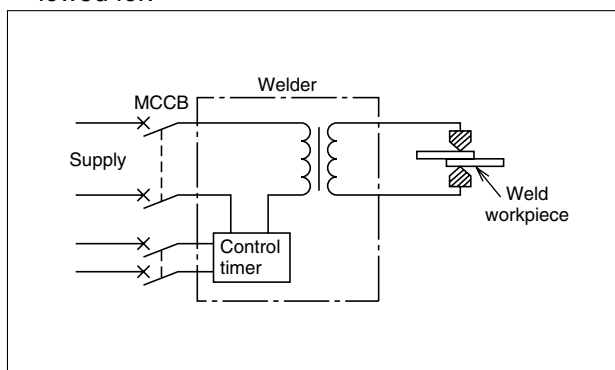 Welder
MCCB
Supply
Control
timer
Weld
workpiece